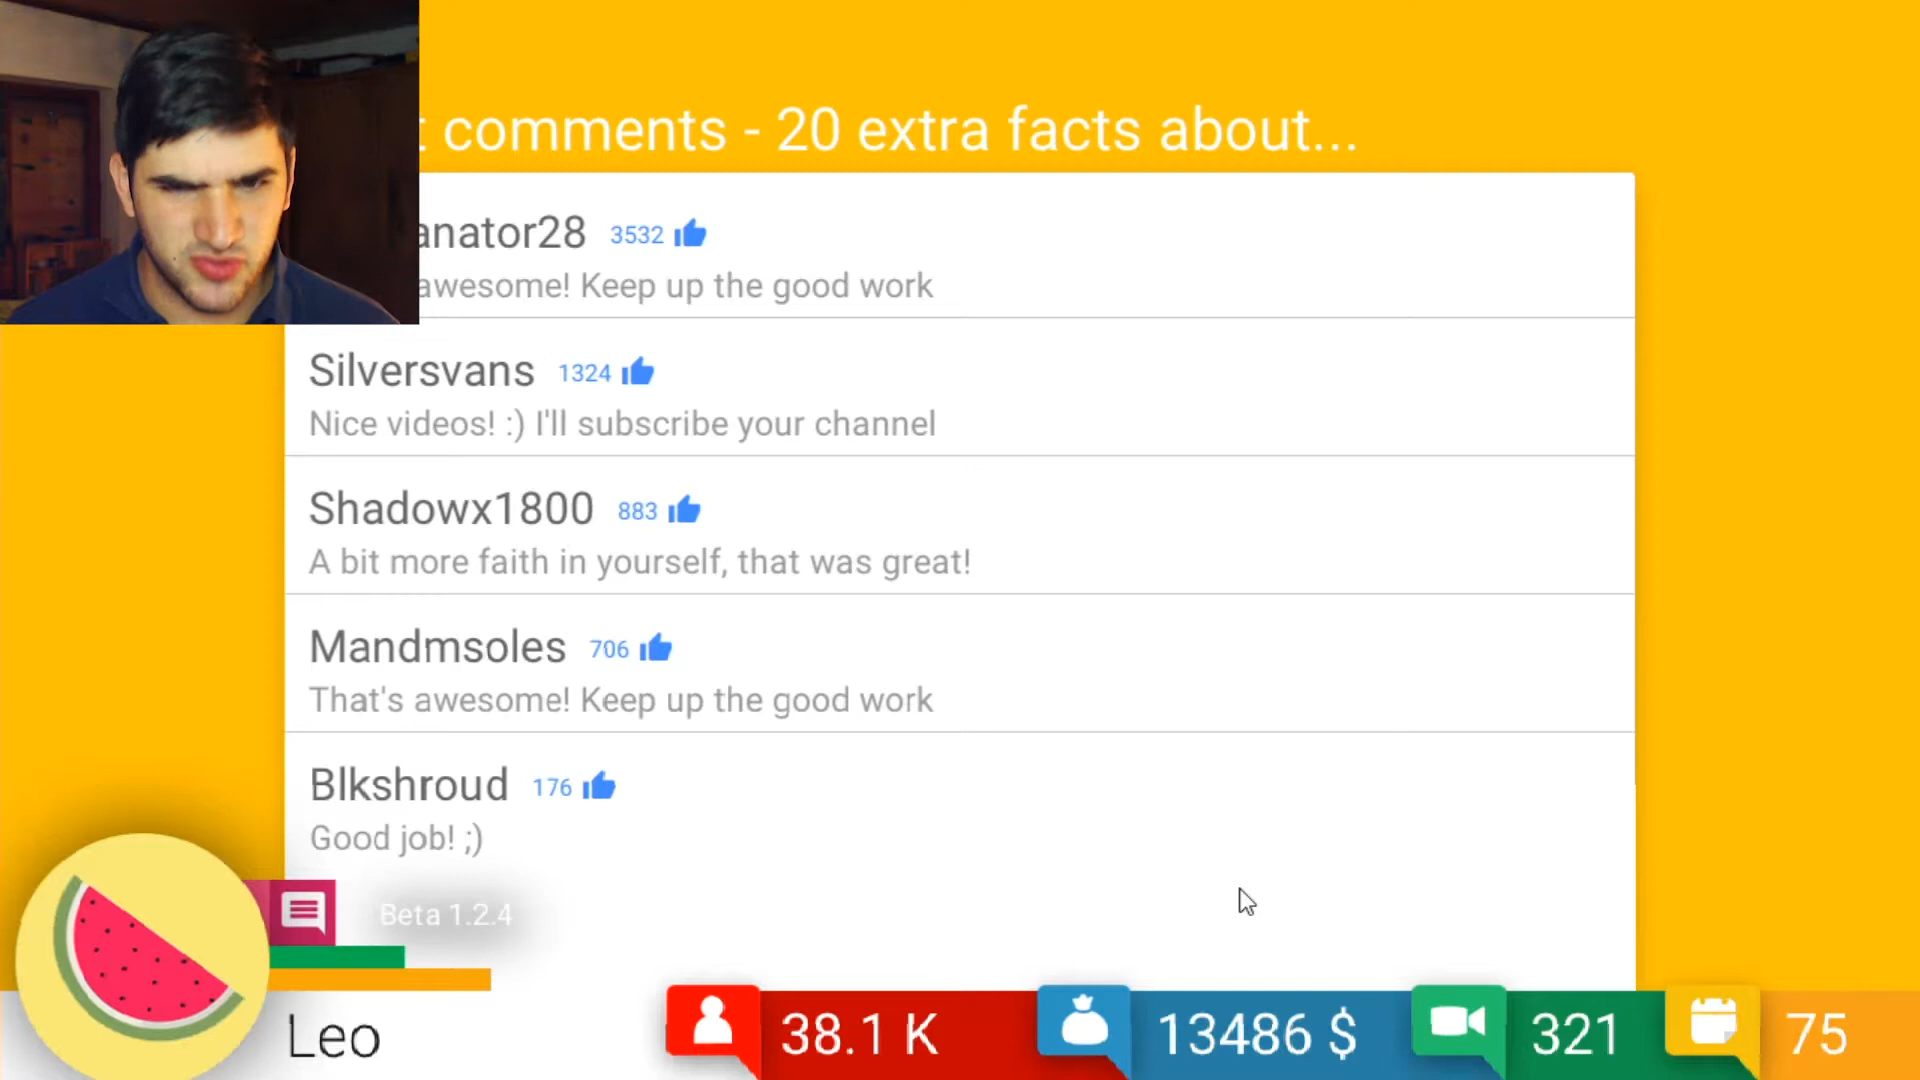 comments - 20 extra facts about...
anator28 3532
awesome! Keep up the good work
Silversvans 1324
Nice videos! :) I'll subscribe your channel
Shadowx1800 883
A bit more faith in yourself, that was great!
Mandmsoles 706
That's awesome! Keep up the good work
Blkshroud 176
Good job! ;)
Beta 1.2.4
Leo 38.1 K 13486 $ 321 75